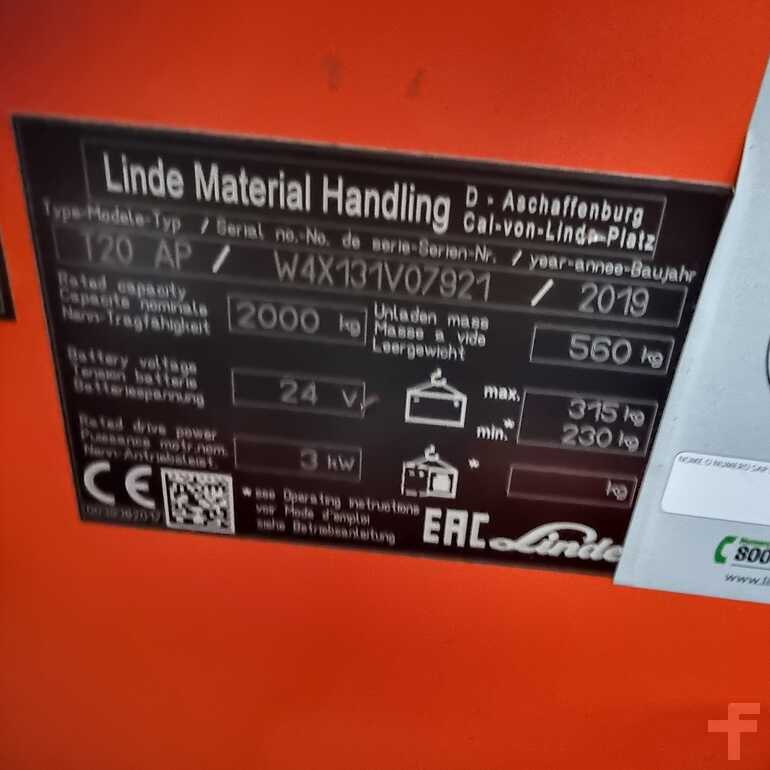 Linde Material Handling
D - Aschaffenburg
Cal-von-Linde-Platz
Type-Modele-Typ / Serial no.-No. de serie-Serien-Nr. / year-annee-Baujahr
T20 AP / W4X131V07921 / 2019
Rated capacity
Capacite nominale
Nenn-Tragfähigkeit
2000 kg
Unladen mass
Masse a vide
Leergewicht
560 kg
Battery voltage
Tension batterie
Batteriespannung
24 V
max. 315 kg
min.* 230 kg
Rated drive power
Puissance motr.nom.
Nenn-Antriebsleist.
3 kW
* kg
CE
*see Operating instructions
voir Mode d'emploi
siehe Betriebsanleitung
EAC
Linde
NOME O NUMERO SAP
800
www.li